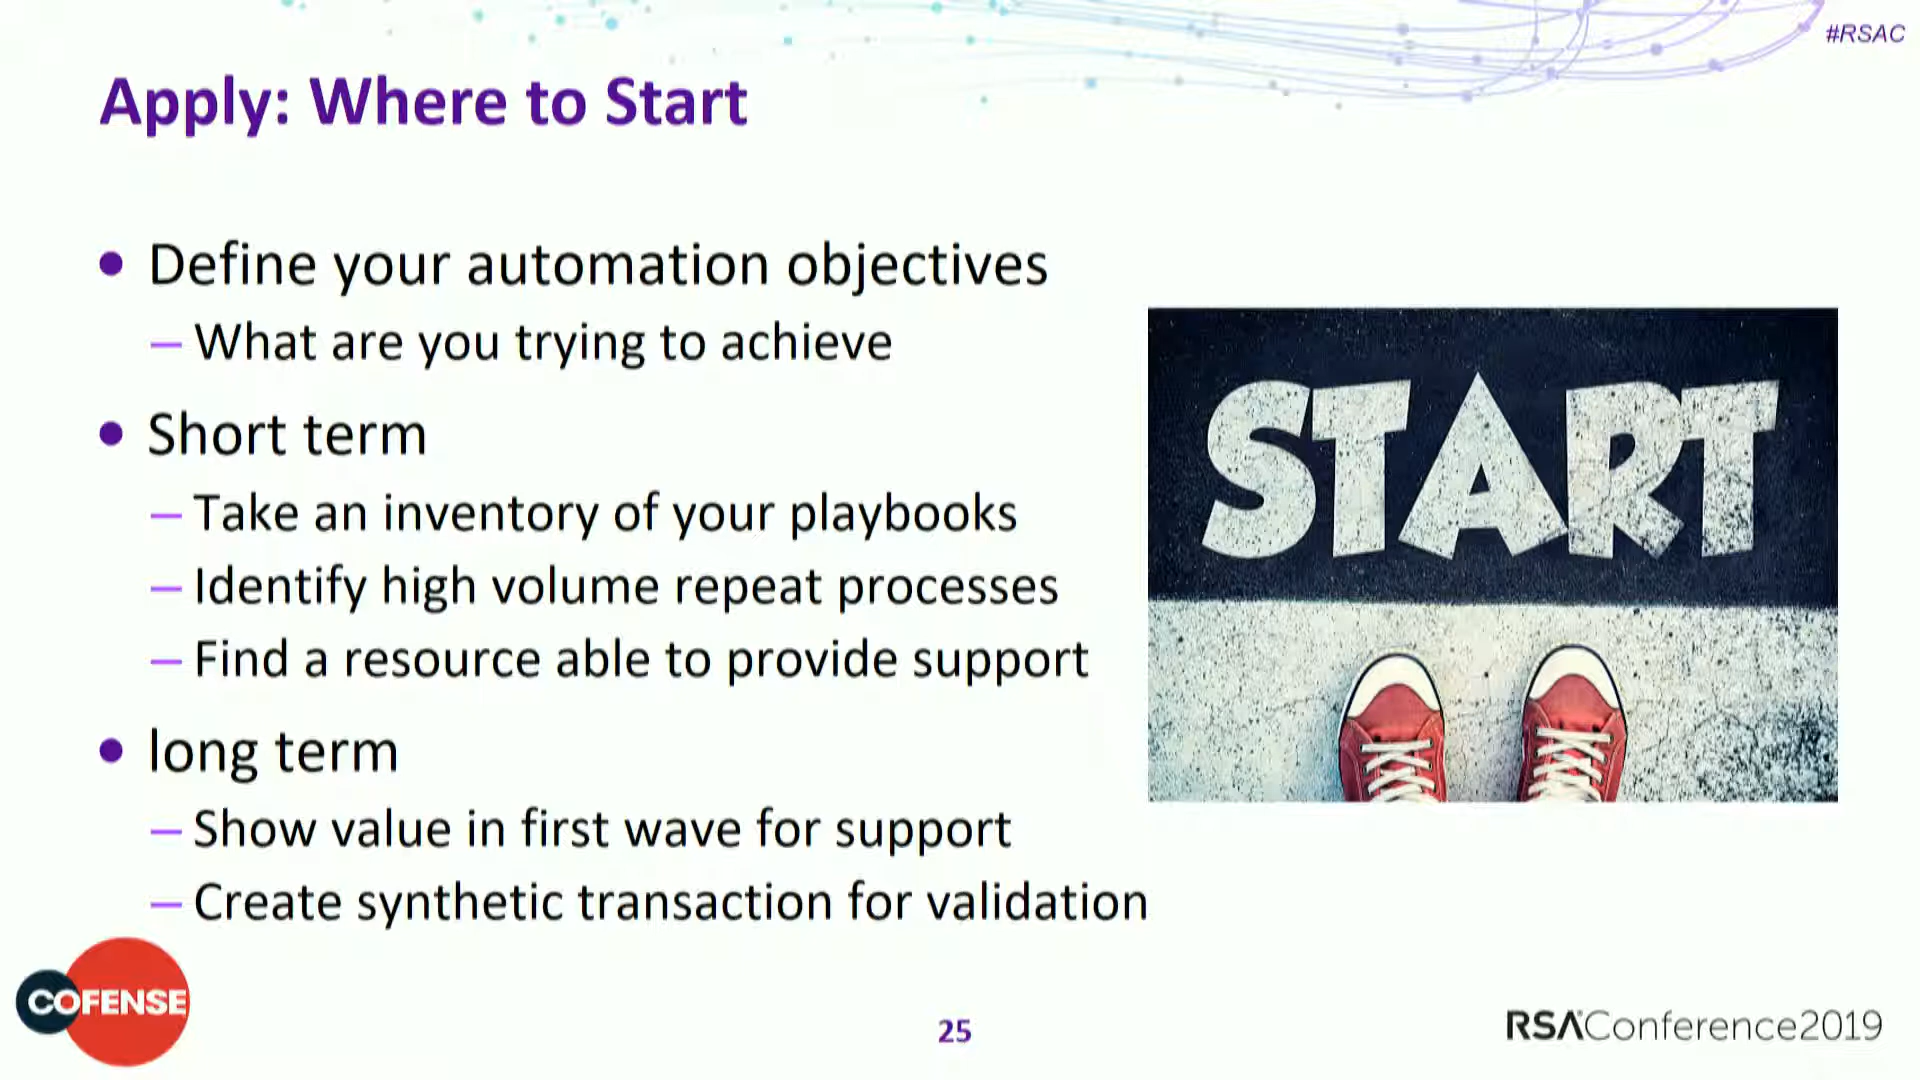 #RSAC
Apply: Where to Start
• Define your automation objectives
– What are you trying to achieve
• Short term
– Take an inventory of your playbooks
– Identify high volume repeat processes
– Find a resource able to provide support
• long term
– Show value in first wave for support
– Create synthetic transaction for validation
START
COFENSE
25
RSAConference2019